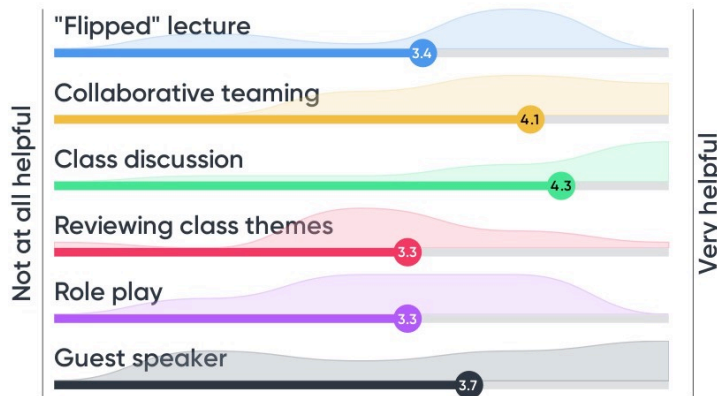 Not at all helpful
"Flipped" lecture
3.4
Collaborative teaming
4.1
Class discussion
4.3
Reviewing class themes
3.3
Role play
3.3
Guest speaker
3.7
Very helpful